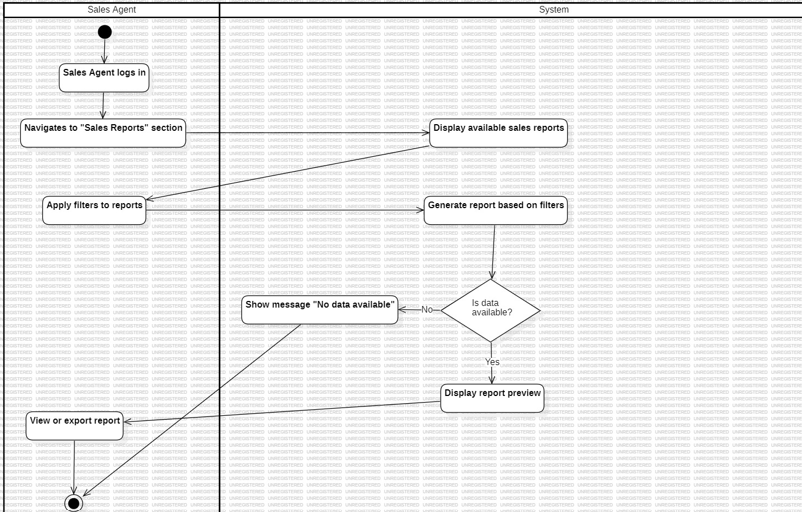 Sales Agent
System
Sales Agent logs in
Navigates to "Sales Reports" section
Display available sales reports
Apply filters to reports
Generate report based on filters
Is data
available?
Show message "No data available"
No
Yes
Display report preview
View or export report
UNREGISTERED